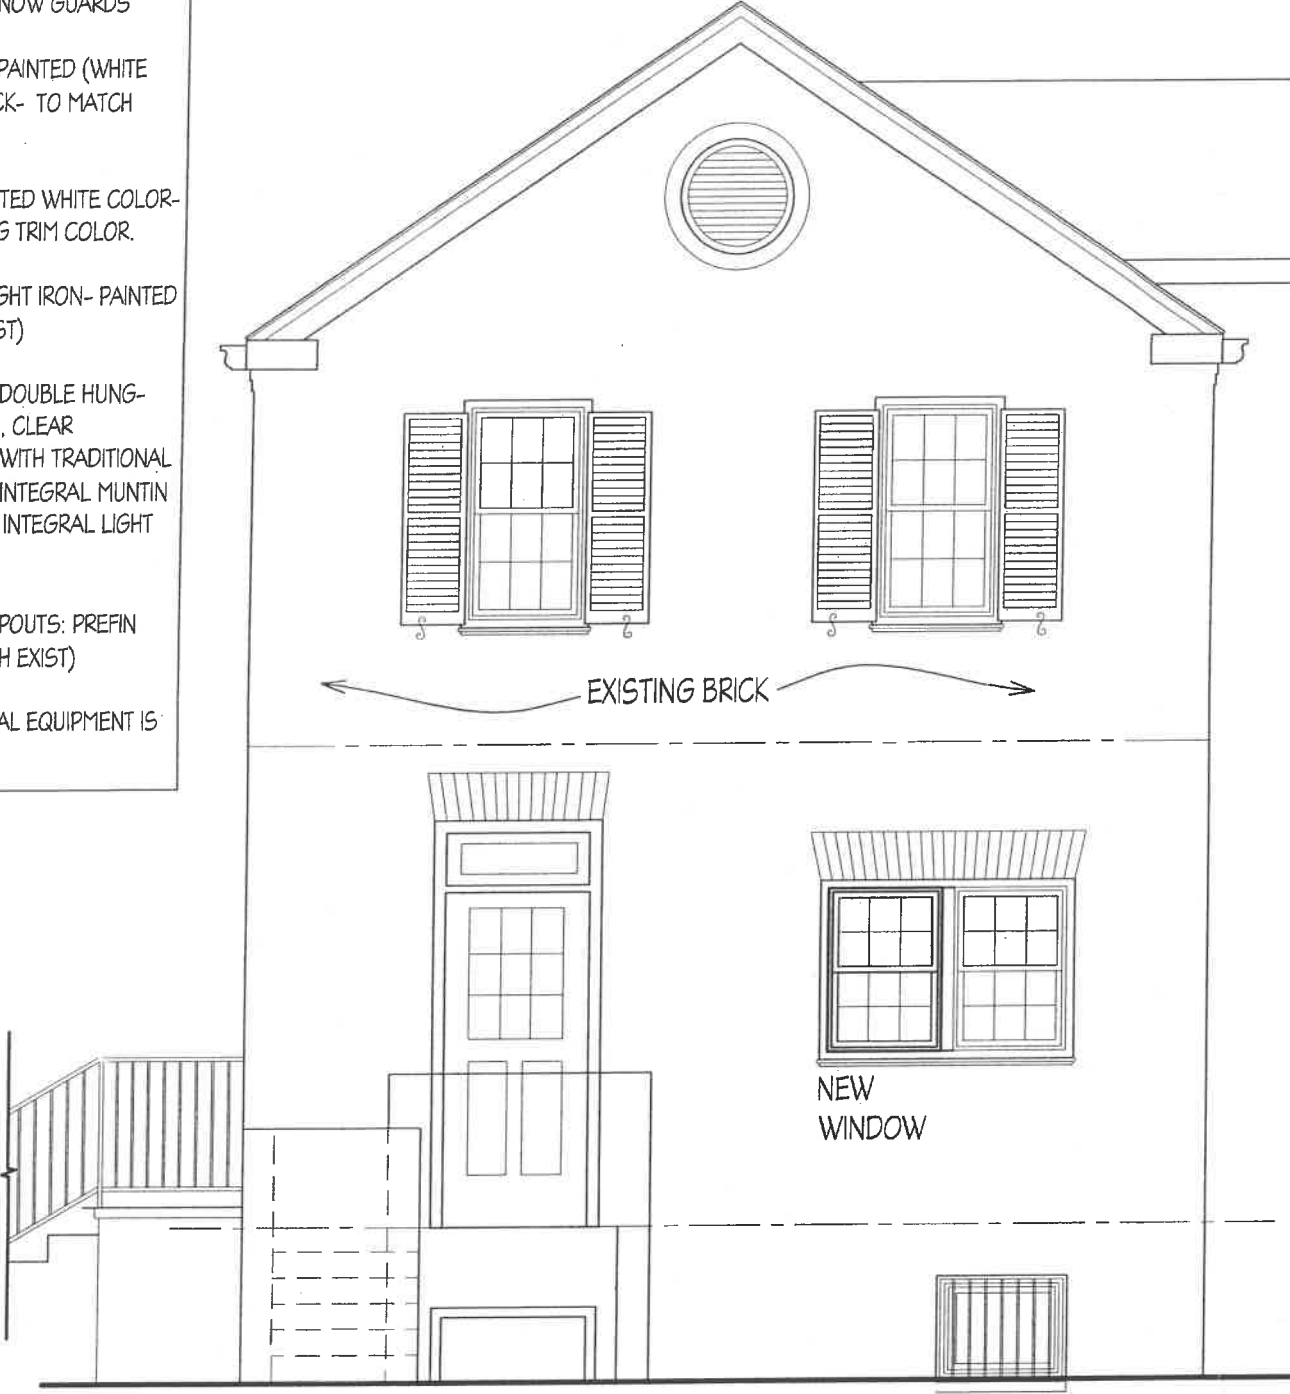 NOW GUARDS
PAINTED (WHITE
CK- TO MATCH
TED WHITE COLOR-
G TRIM COLOR.
GHT IRON- PAINTED
ST)
DOUBLE HUNG-
, CLEAR
WITH TRADITIONAL
INTEGRAL MUNTIN
INTEGRAL LIGHT
POUTS: PREFIN
H EXIST)
AL EQUIPMENT IS
EXISTING BRICK
NEW
WINDOW